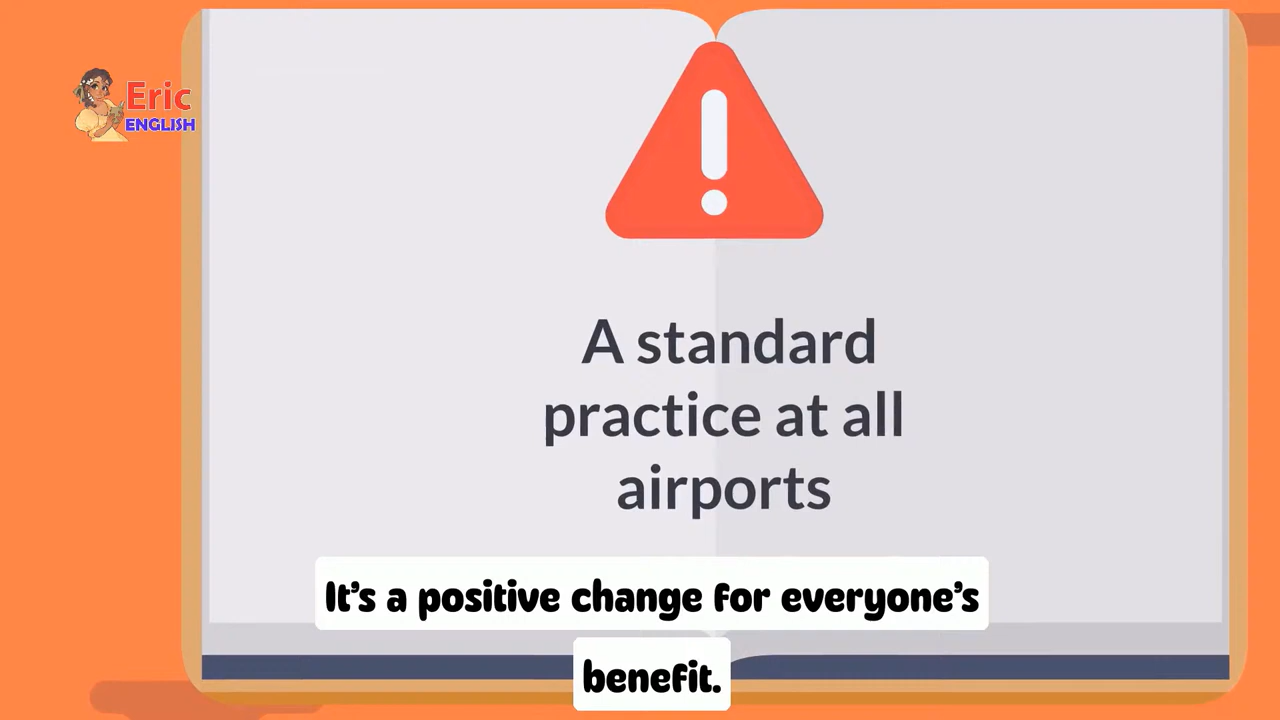 Eric
ENGLISH
A standard
practice at all
airports
It's a positive change for everyone's
benefit.